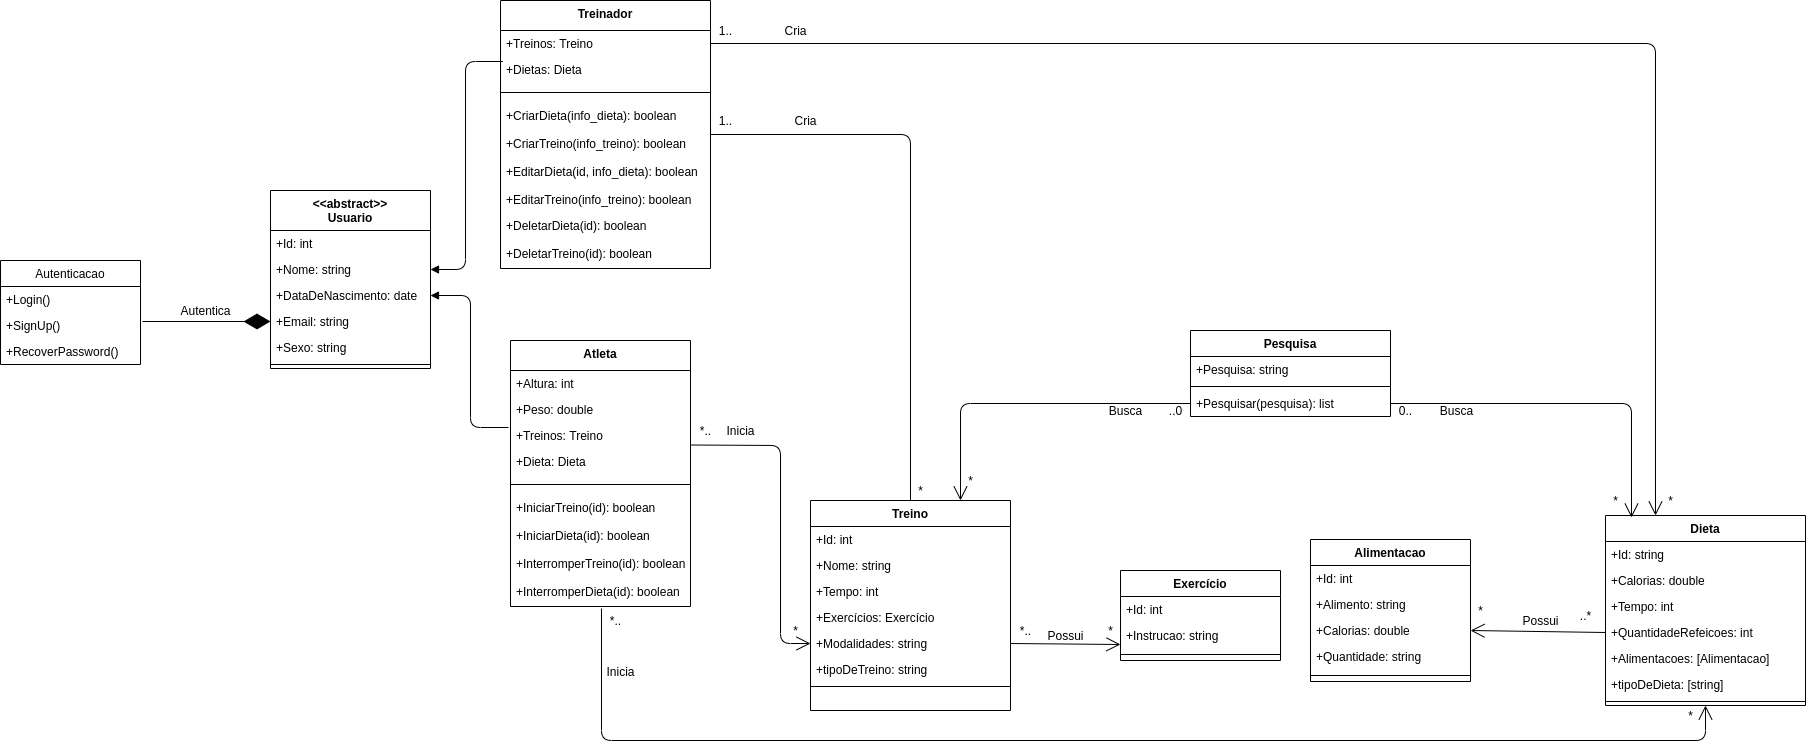 Treinador
+Treinos: Treino
+Dietas: Dieta
+CriarDieta(info_dieta): boolean
+CriarTreino(info_treino): boolean
+EditarDieta(id, info_dieta): boolean
+EditarTreino(info_treino): boolean
+DeletarDieta(id): boolean
+DeletarTreino(id): boolean
1..
Cria
1..
Cria
<<abstract>>
Usuario
+Id: int
+Nome: string
+DataDeNascimento: date
+Email: string
+Sexo: string
Autenticacao
+Login()
+SignUp()
+RecoverPassword()
Autentica
Atleta
+Altura: int
+Peso: double
+Treinos: Treino
+Dieta: Dieta
+IniciarTreino(id): boolean
+IniciarDieta(id): boolean
+InterromperTreino(id): boolean
+InterromperDieta(id): boolean
*..
Inicia
*
*..
Inicia
*
Pesquisa
+Pesquisa: string
+Pesquisar(pesquisa): list
Busca
..0
0..
Busca
*
*
*
*
Treino
+Id: int
+Nome: string
+Tempo: int
+Exercícios: Exercício
+Modalidades: string
+tipoDeTreino: string
*..
Possui
*
Exercício
+Id: int
+Instrucao: string
Alimentacao
+Id: int
+Alimento: string
+Calorias: double
+Quantidade: string
*
Possui
..*
Dieta
+Id: string
+Calorias: double
+Tempo: int
+QuantidadeRefeicoes: int
+Alimentacoes: [Alimentacao]
+tipoDeDieta: [string]